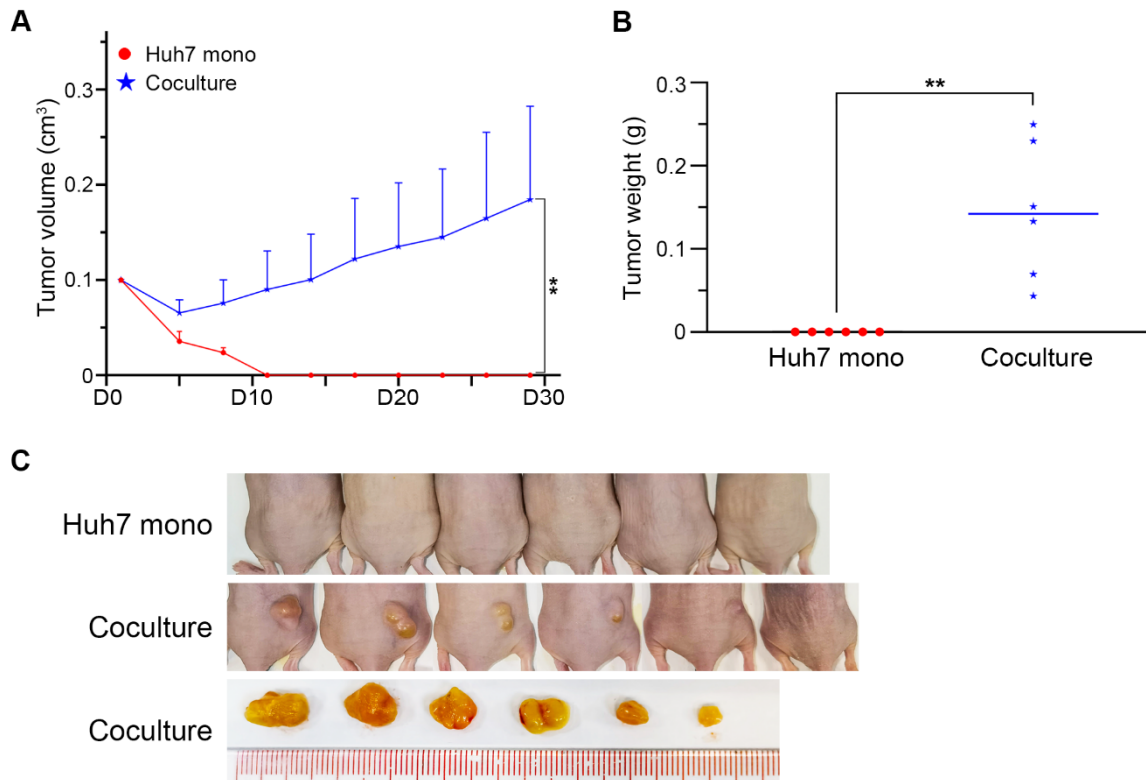 A
Huh7 mono
Coculture
Tumor volume (cm³)
0.3
0.2
0.1
0
D0
D10
D20
D30
**
B
Tumor weight (g)
0.3
0.2
0.1
0
**
Huh7 mono
Coculture
C
Huh7 mono
Coculture
Coculture